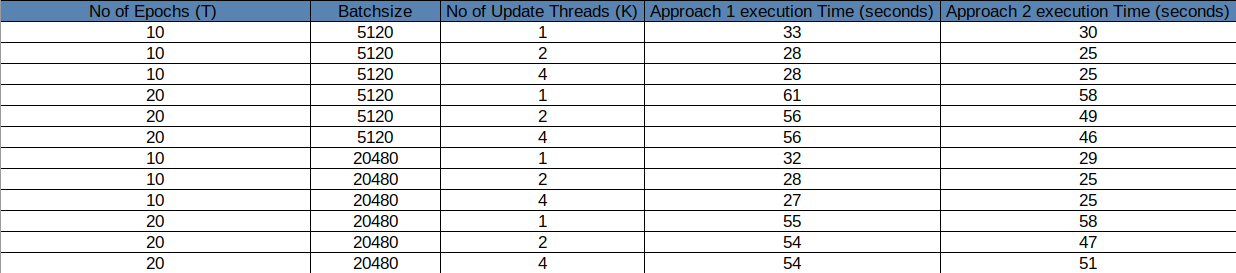 No of Epochs (T) Batchsize No of Update Threads (K) Approach 1 execution Time (seconds) Approach 2 execution Time (seconds)
10 5120 1 33 30
10 5120 2 28 25
10 5120 4 28 25
20 5120 1 61 58
20 5120 2 56 49
20 5120 4 56 46
10 20480 1 32 29
10 20480 2 28 25
10 20480 4 27 25
20 20480 1 55 58
20 20480 2 54 47
20 20480 4 54 51